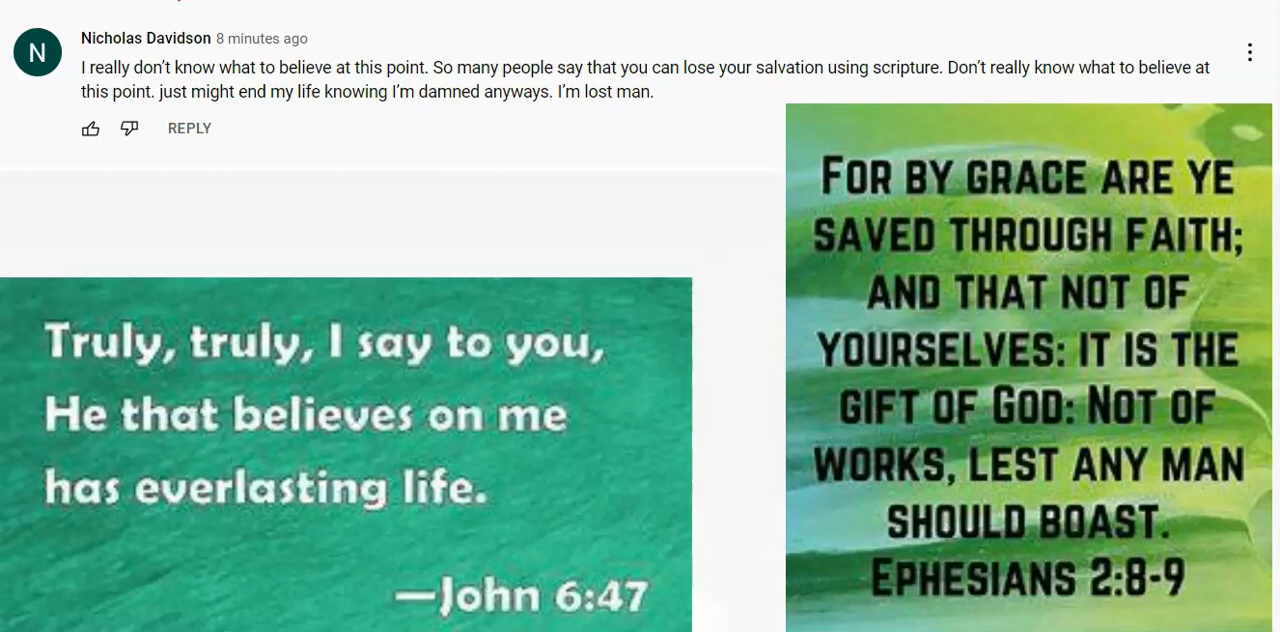 N
Nicholas Davidson 8 minutes ago
I really don’t know what to believe at this point. So many people say that you can lose your salvation using scripture. Don’t really know what to believe at
this point. just might end my life knowing I’m damned anyways. I’m lost man.
REPLY
Truly, truly, I say to you,
He that believes on me
has everlasting life.
—John 6:47
FOR BY GRACE ARE YE
SAVED THROUGH FAITH;
AND THAT NOT OF
YOURSELVES: IT IS THE
GIFT OF GOD: NOT OF
WORKS, LEST ANY MAN
SHOULD BOAST.
EPHESIANS 2:8-9